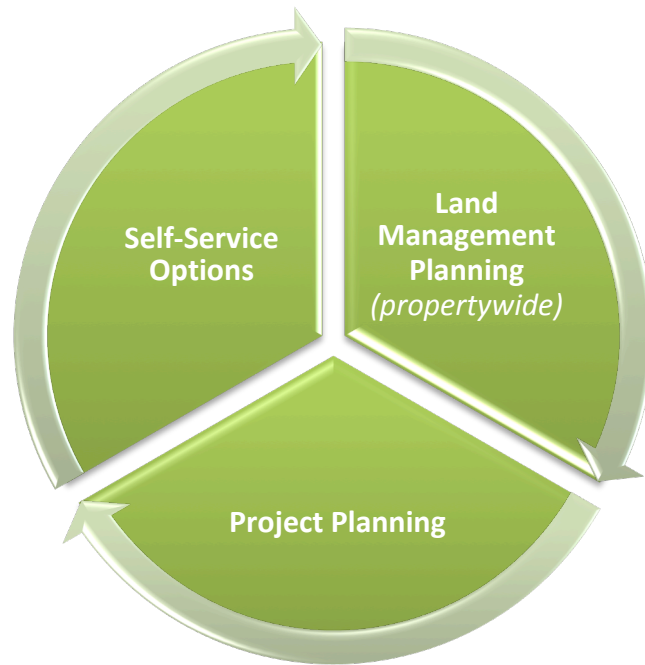 Self-Service
Options
Land
Management
Planning
(propertywide)
Project Planning